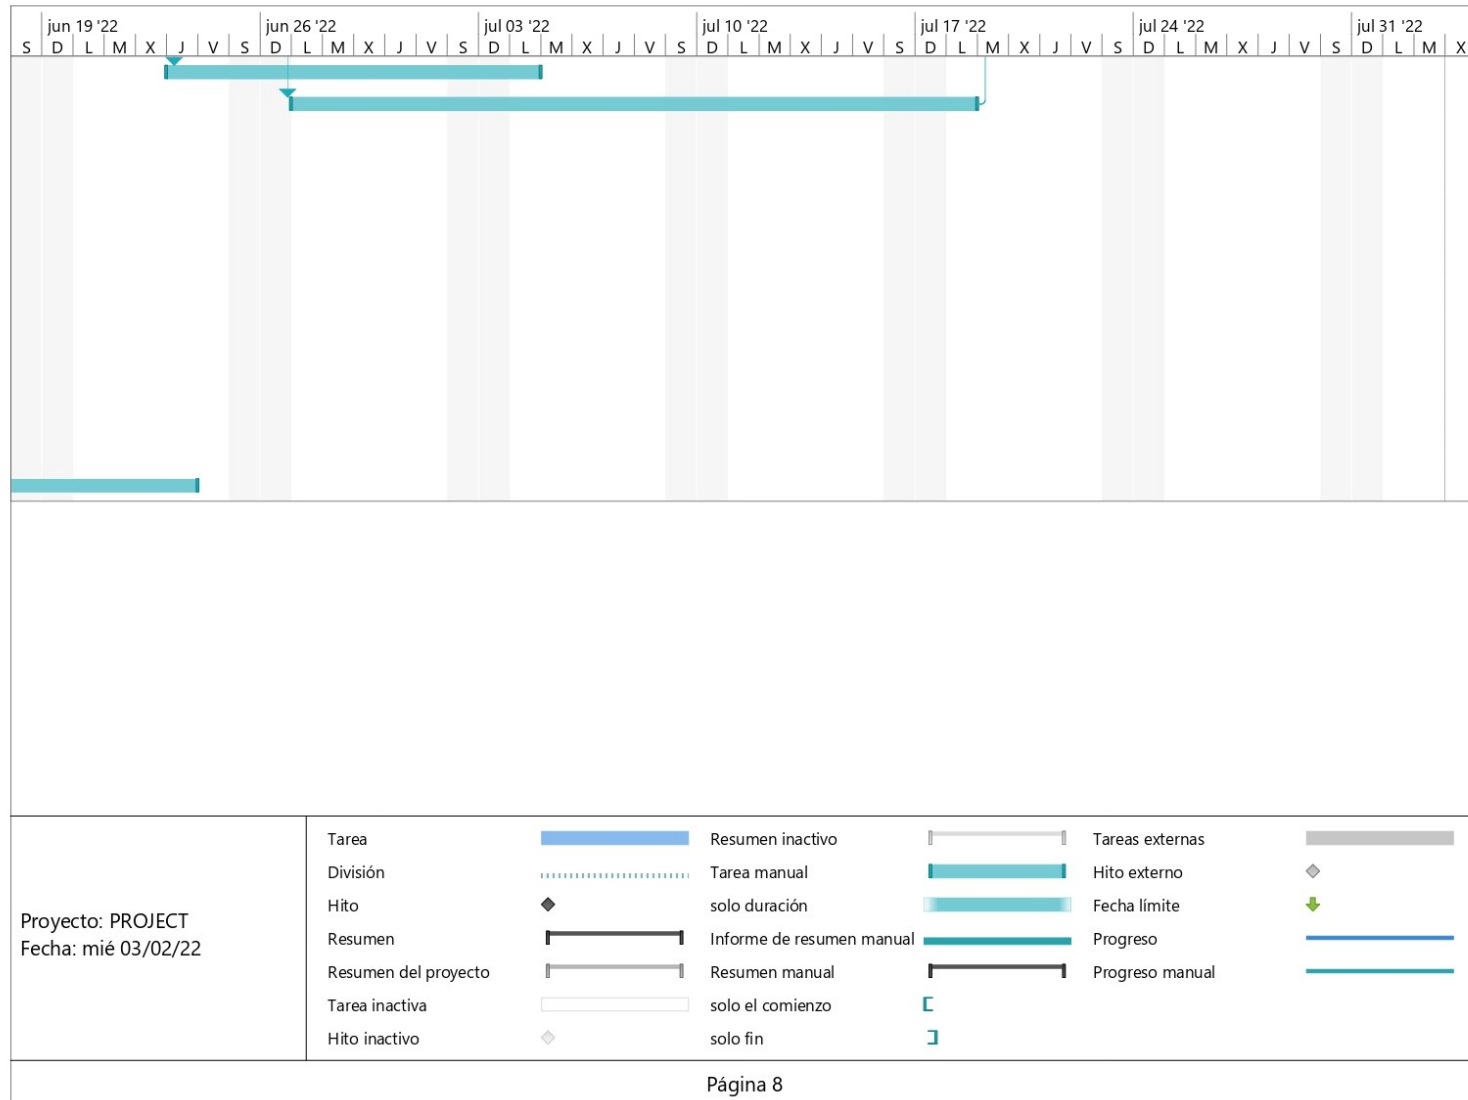 jun 19 '22 jun 26 '22 jul 03 '22 jul 10 '22 jul 17 '22 jul 24 '22 jul 31 '22
S D L M X J V S D L M X J V S D L M X J V S D L M X J V S D L M X J V S D L M X J V S D L M X
Tarea
División
Hito
Resumen
Resumen del proyecto
Tarea inactiva
Hito inactivo
Resumen inactivo
Tarea manual
solo duración
Informe de resumen manual
Resumen manual
solo el comienzo
solo fin
Tareas externas
Hito externo
Fecha límite
Progreso
Progreso manual
Proyecto: PROJECT
Fecha: mié 03/02/22
Página 8